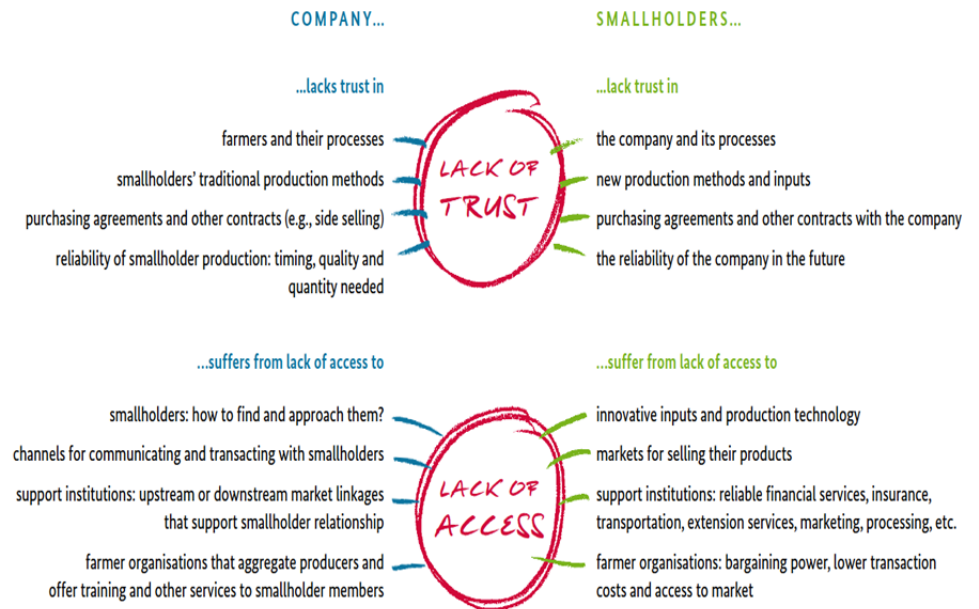 COMPANY...
SMALLHOLDERS...
...lacks trust in
...lack trust in
farmers and their processes
smallholders' traditional production methods
purchasing agreements and other contracts (e.g., side selling)
reliability of smallholder production: timing, quality and
quantity needed
LACK OF
TRUST
the company and its processes
new production methods and inputs
purchasing agreements and other contracts with the company
the reliability of the company in the future
...suffers from lack of access to
...suffer from lack of access to
smallholders: how to find and approach them?
channels for communicating and transacting with smallholders
support institutions: upstream or downstream market linkages
that support smallholder relationship
farmer organisations that aggregate producers and
offer training and other services to smallholder members
LACK OF
ACCESS
innovative inputs and production technology
markets for selling their products
support institutions: reliable financial services, insurance,
transportation, extension services, marketing, processing, etc.
farmer organisations: bargaining power, lower transaction
costs and access to market